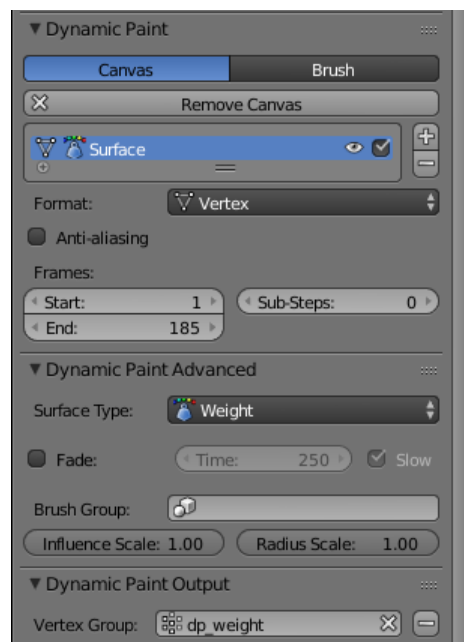 Dynamic Paint
Canvas Brush
Remove Canvas
Surface
Format: Vertex
Anti-aliasing
Frames:
Start: 1 Sub-Steps: 0
End: 185
Dynamic Paint Advanced
Surface Type: Weight
Fade: Time: 250 Slow
Brush Group:
Influence Scale: 1.00 Radius Scale: 1.00
Dynamic Paint Output
Vertex Group: dp_weight